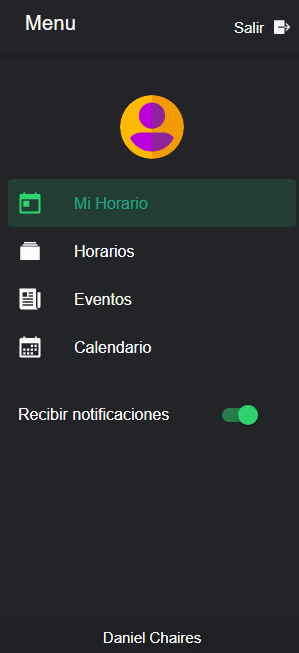 Menu
Salir
Mi Horario
Horarios
Eventos
Calendario
Recibir notificaciones
Daniel Chaires